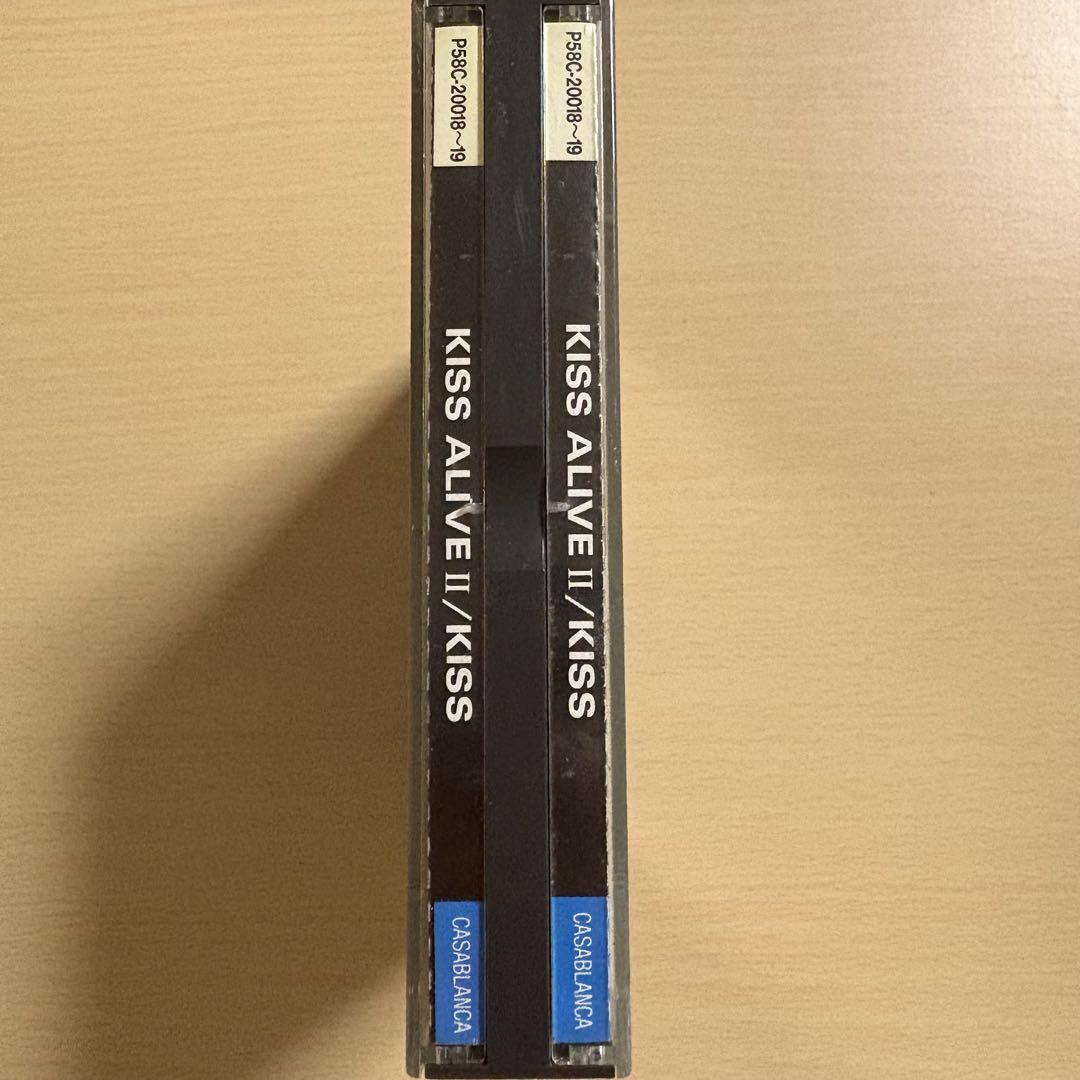 P58C-20018〜19
KISS ALIVE II/KISS
CASABLANCA
P58C-20018〜19
KISS ALIVE II/KISS
CASABLANCA